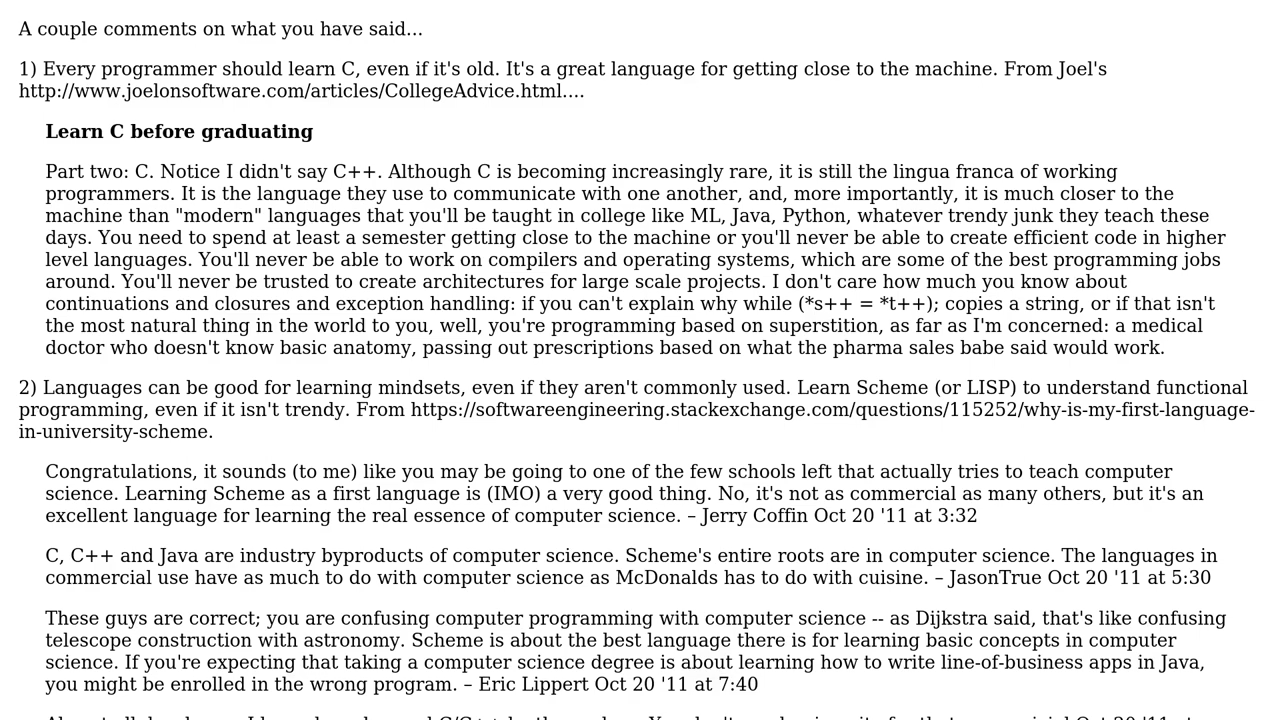 A couple comments on what you have said...
1) Every programmer should learn C, even if it's old. It's a great language for getting close to the machine. From Joel's
http://www.joelonsoftware.com/articles/CollegeAdvice.html....
Learn C before graduating
Part two: C. Notice I didn't say C++. Although C is becoming increasingly rare, it is still the lingua franca of working
programmers. It is the language they use to communicate with one another, and, more importantly, it is much closer to the
machine than "modern" languages that you'll be taught in college like ML, Java, Python, whatever trendy junk they teach these
days. You need to spend at least a semester getting close to the machine or you'll never be able to create efficient code in higher
level languages. You'll never be able to work on compilers and operating systems, which are some of the best programming jobs
around. You'll never be trusted to create architectures for large scale projects. I don't care how much you know about
continuations and closures and exception handling: if you can't explain why while (*s++ = *t++); copies a string, or if that isn't
the most natural thing in the world to you, well, you're programming based on superstition, as far as I'm concerned: a medical
doctor who doesn't know basic anatomy, passing out prescriptions based on what the pharma sales babe said would work.
2) Languages can be good for learning mindsets, even if they aren't commonly used. Learn Scheme (or LISP) to understand functional
programming, even if it isn't trendy. From https://softwareengineering.stackexchange.com/questions/115252/why-is-my-first-language-
in-university-scheme.
Congratulations, it sounds (to me) like you may be going to one of the few schools left that actually tries to teach computer
science. Learning Scheme as a first language is (IMO) a very good thing. No, it's not as commercial as many others, but it's an
excellent language for learning the real essence of computer science. – Jerry Coffin Oct 20 '11 at 3:32
C, C++ and Java are industry byproducts of computer science. Scheme's entire roots are in computer science. The languages in
commercial use have as much to do with computer science as McDonalds has to do with cuisine. – JasonTrue Oct 20 '11 at 5:30
These guys are correct; you are confusing computer programming with computer science -- as Dijkstra said, that's like confusing
telescope construction with astronomy. Scheme is about the best language there is for learning basic concepts in computer
science. If you're expecting that taking a computer science degree is about learning how to write line-of-business apps in Java,
you might be enrolled in the wrong program. – Eric Lippert Oct 20 '11 at 7:40